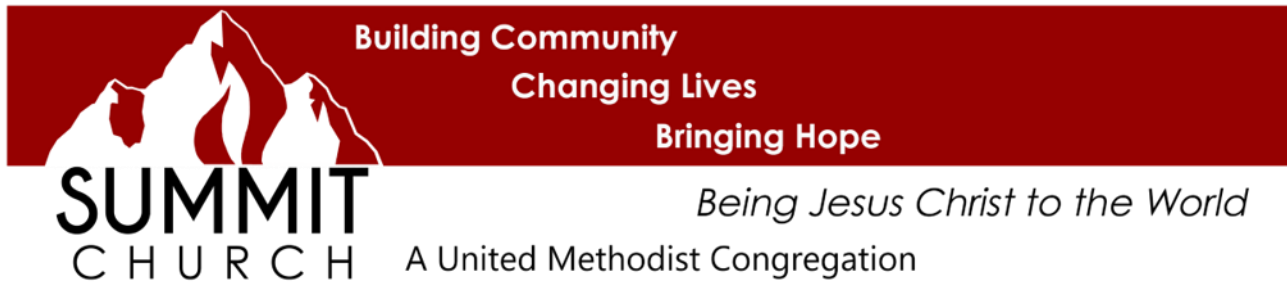 Building Community
Changing Lives
Bringing Hope
SUMMIT
CHURCH
Being Jesus Christ to the World
A United Methodist Congregation